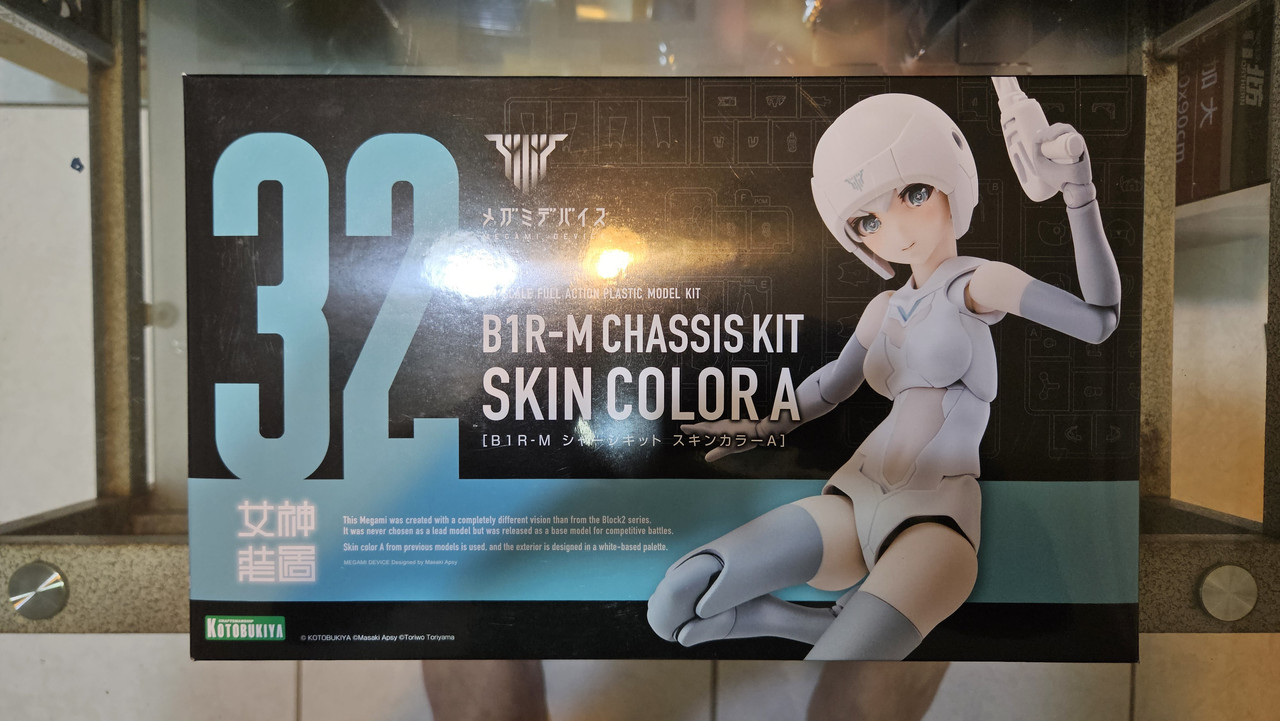 32
メガミデバイス
FULL ACTION PLASTIC MODEL KIT
B1R-M CHASSIS KIT
SKIN COLOR A
[B1R-M シャーシキット スキンカラーA]
女神
装置
This Megami was created with a completely different vision than from the Block2 series.
It was never chosen as a lead model but was released as a base model for competitive battles.
Skin color A from previous models is used, and the exterior is designed in a white-based palette.
MEGAMI DEVICE Designed by Masaki Apsy
KOTOBUKIYA
© KOTOBUKIYA ©Masaki Apsy ©Toriwo Toriyama
加大